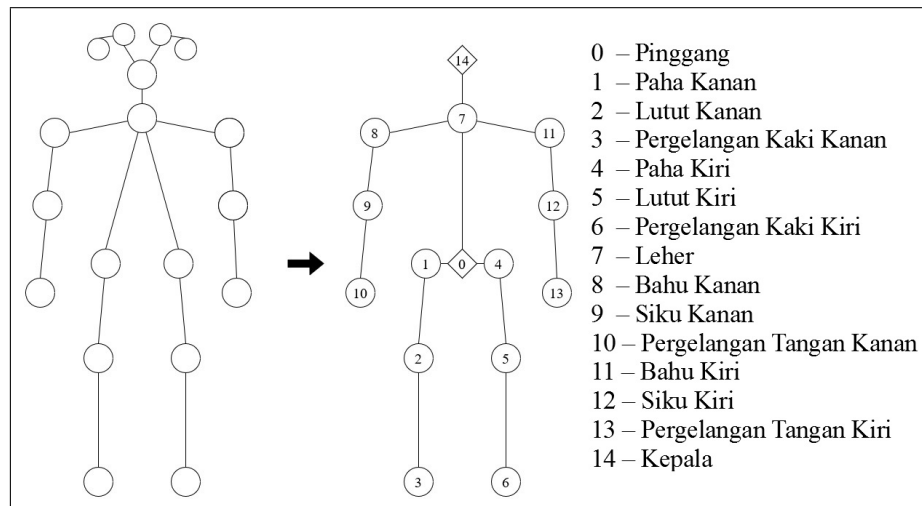 14
7
8
11
9
12
1
0
4
10
13
2
5
3
6
0 – Pinggang
1 – Paha Kanan
2 – Lutut Kanan
3 – Pergelangan Kaki Kanan
4 – Paha Kiri
5 – Lutut Kiri
6 – Pergelangan Kaki Kiri
7 – Leher
8 – Bahu Kanan
9 – Siku Kanan
10 – Pergelangan Tangan Kanan
11 – Bahu Kiri
12 – Siku Kiri
13 – Pergelangan Tangan Kiri
14 – Kepala